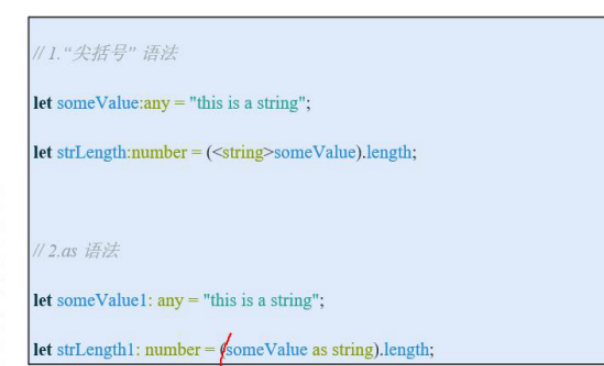 // 1.“尖括号” 语法
let someValue:any = "this is a string";
let strLength:number = (<string>someValue).length;
// 2.as 语法
let someValue1: any = "this is a string";
let strLength1: number = (someValue as string).length;